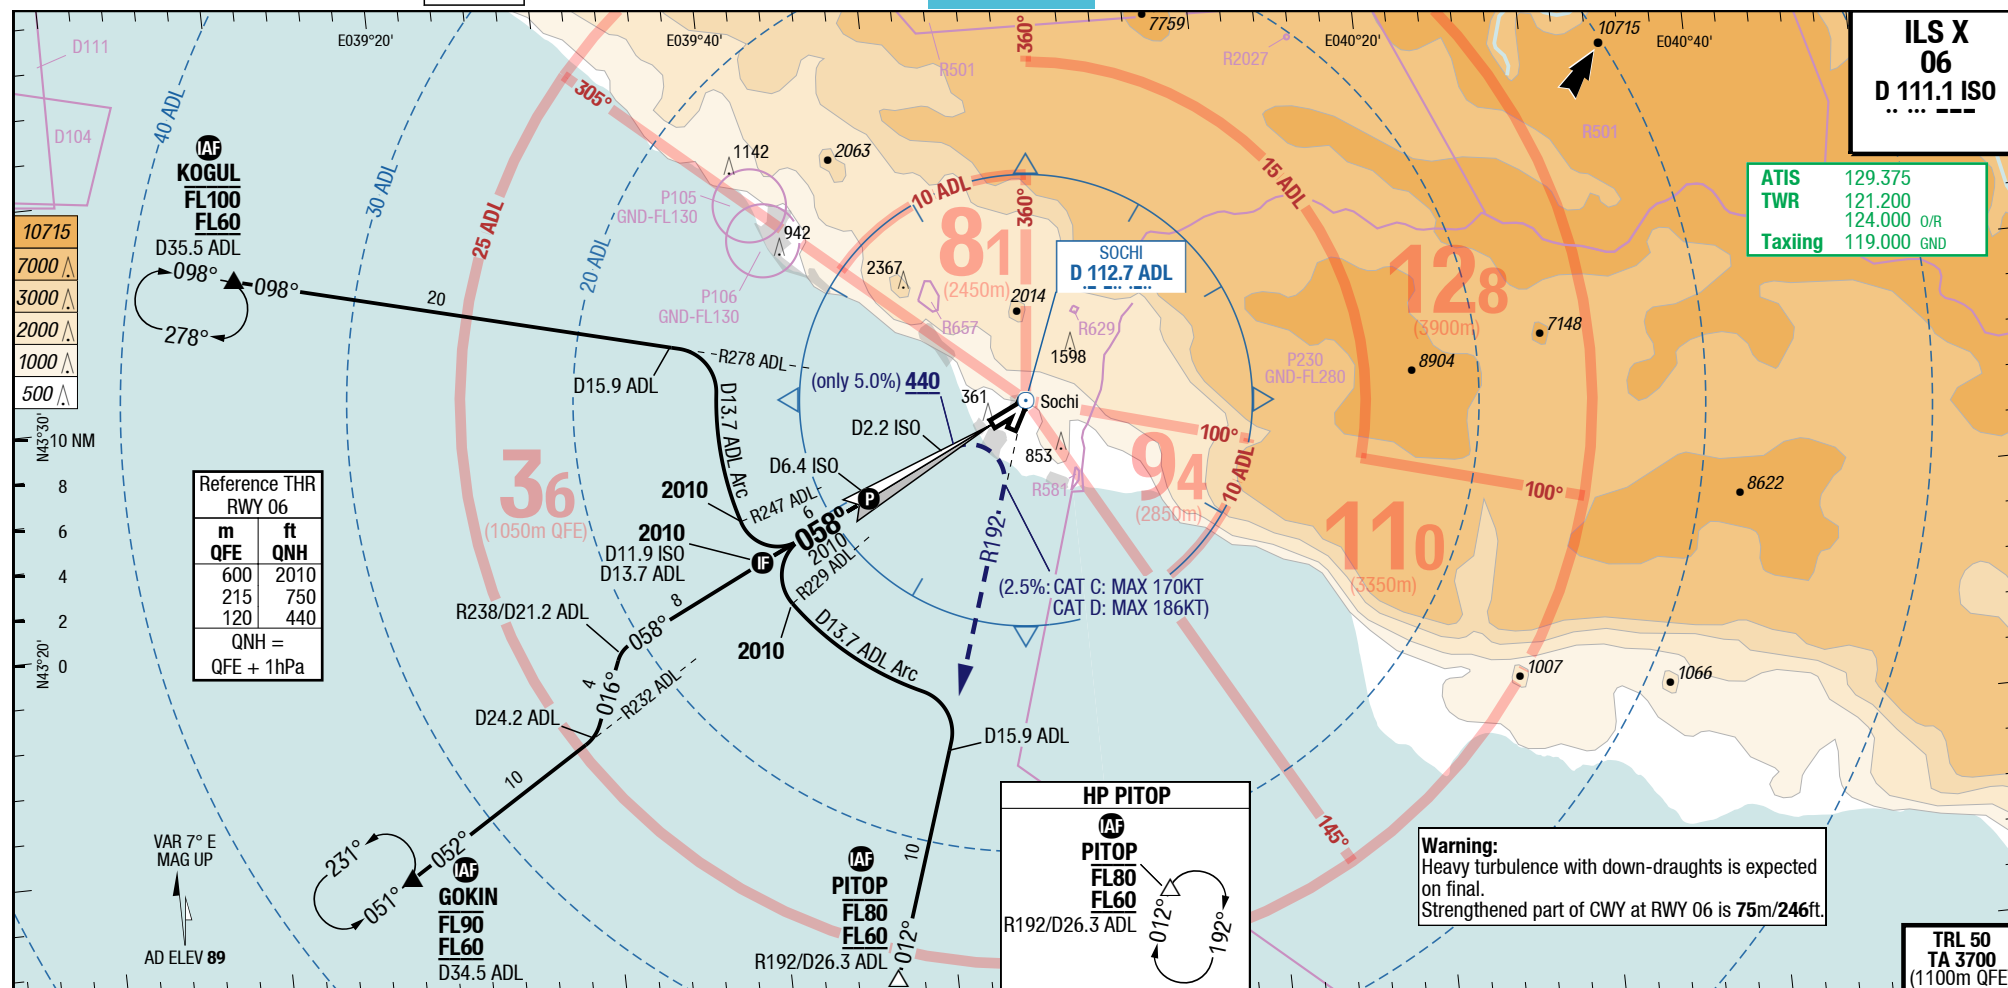 ILS X
06
D 111.1 ISO
ATIS 129.375
TWR 121.200
124.000 O/R
Taxiing 119.000 GND
E039°20'
E039°40'
E040°20'
E040°40'
D111
D104
40 ADL
30 ADL
20 ADL
25 ADL
305°
360°
7759
10715
R501
R2027
R501
15 ADL
10 ADL
360°
IAF
KOGUL
FL100
FL60
D35.5 ADL
098°
098°
278°
20
1142
2063
P105
GND-FL130
942
P106
GND-FL130
2367
81
(2450m)
2014
R657
SOCHI
D 112.7 ADL
R629
1598
128
(3900m)
7148
8904
P230
GND-FL280
10715
7000
3000
2000
1000
500
N43°30'
10 NM
8
6
4
2
0
N43°20'
R278 ADL
D15.9 ADL
D13.7 ADL Arc
(only 5.0%) 440
361
Sochi
D2.2 ISO
853
100°
94
(2850m)
10 ADL
R581
100°
110
(3350m)
8622
Reference THR
RWY 06
m ft
QFE QNH
600 2010
215 750
120 440
QNH =
QFE + 1hPa
36
(1050m QFE)
D6.4 ISO
P
2010
R247 ADL
6
058°
2010
R229 ADL
2010
D11.9 ISO
D13.7 ADL
IF
R192
(2.5%: CAT C: MAX 170KT
CAT D: MAX 186KT)
R238/D21.2 ADL
8
058°
2010
D13.7 ADL Arc
4
016°
R232 ADL
D24.2 ADL
D15.9 ADL
1007
1066
10
052°
231°
051°
IAF
GOKIN
FL90
FL60
D34.5 ADL
VAR 7° E
MAG UP
AD ELEV 89
10
IAF
PITOP
FL80
FL60
R192/D26.3 ADL
012°
HP PITOP
IAF
PITOP
FL80
FL60
R192/D26.3 ADL
012°
192°
145°
Warning:
Heavy turbulence with down-draughts is expected
on final.
Strengthened part of CWY at RWY 06 is 75m/246ft.
TRL 50
TA 3700
(1100m QFE